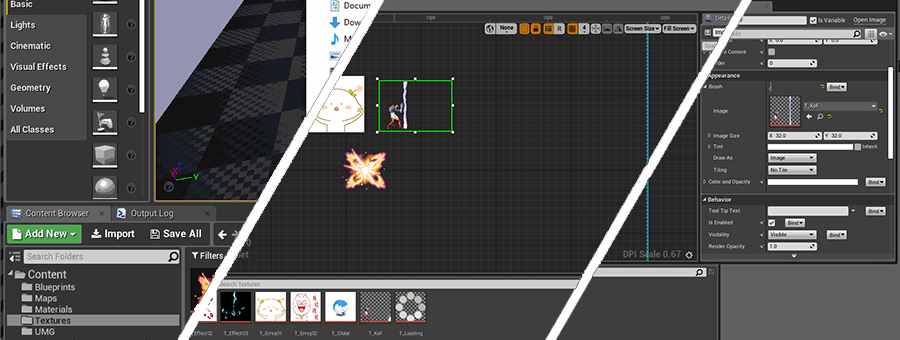 Basic
Lights
Cinematic
Visual Effects
Geometry
Volumes
All Classes
Y
Content Browser
Output Log
Add New
Import
Save All
Search Folders
Content
Blueprints
Maps
Materials
Textures
UMG
Docum
Dow
Filters
Search Textures
T_Effect03
T_Emoji01
T_Emoji02
T_Globe
T_KoF
T_Loading
1000
None
R
4
Screen Size
Fill Screen
DPI Scale 0.67
Is Variable
Open Image
Appearance
Brush
Bind
Image
T_KoF
Image Size
X 32.0
Y 32.0
Tint
Inherit
Draw As
Image
Tiling
No Tile
Color and Opacity
Bind
Behavior
Tool Tip Text
Bind
Is Enabled
Bind
Visibility
Visible
Bind
Render Opacity
1.0